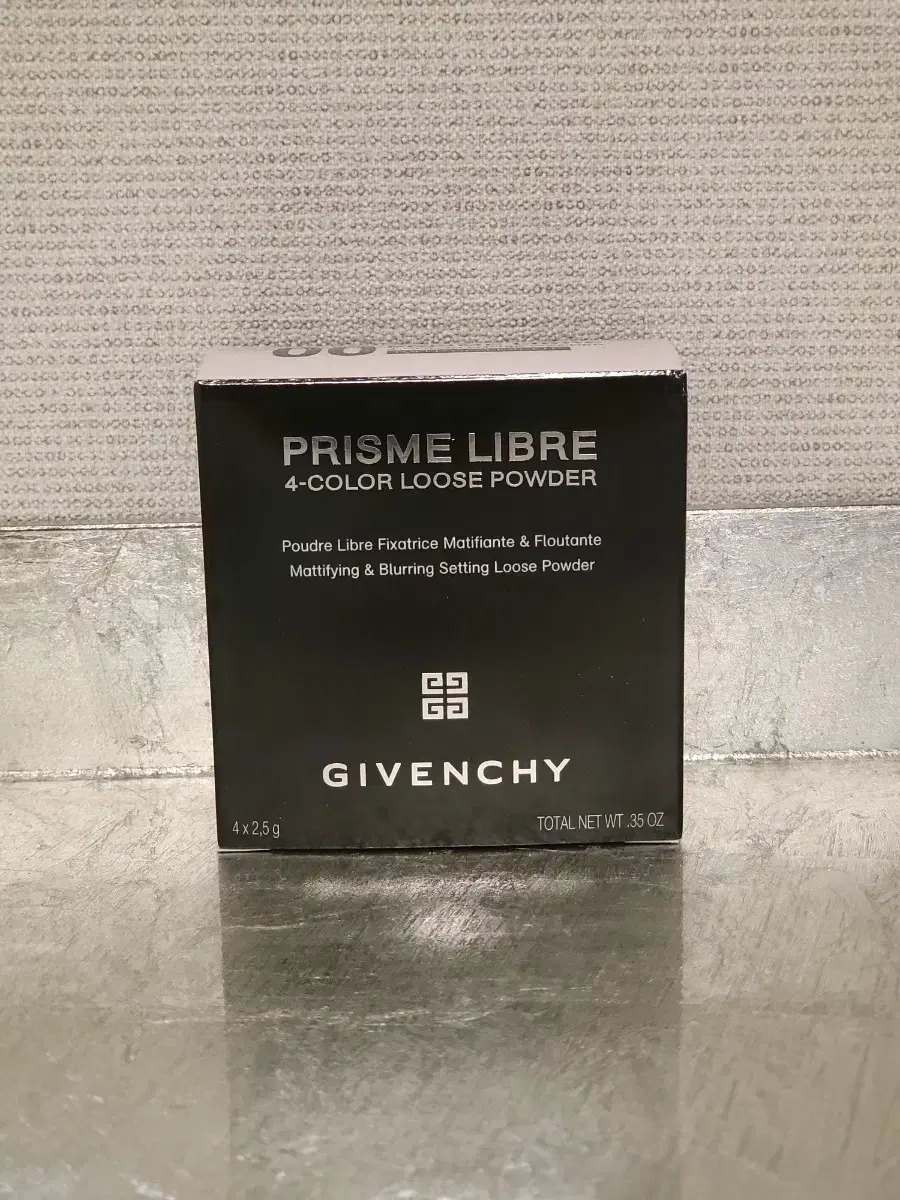 PRISME LIBRE
4-COLOR LOOSE POWDER
Poudre Libre Fixatrice Matifiante & Floutante
Mattifying & Blurring Setting Loose Powder
GIVENCHY
4 x 2,5 g
TOTAL NET WT .35 OZ